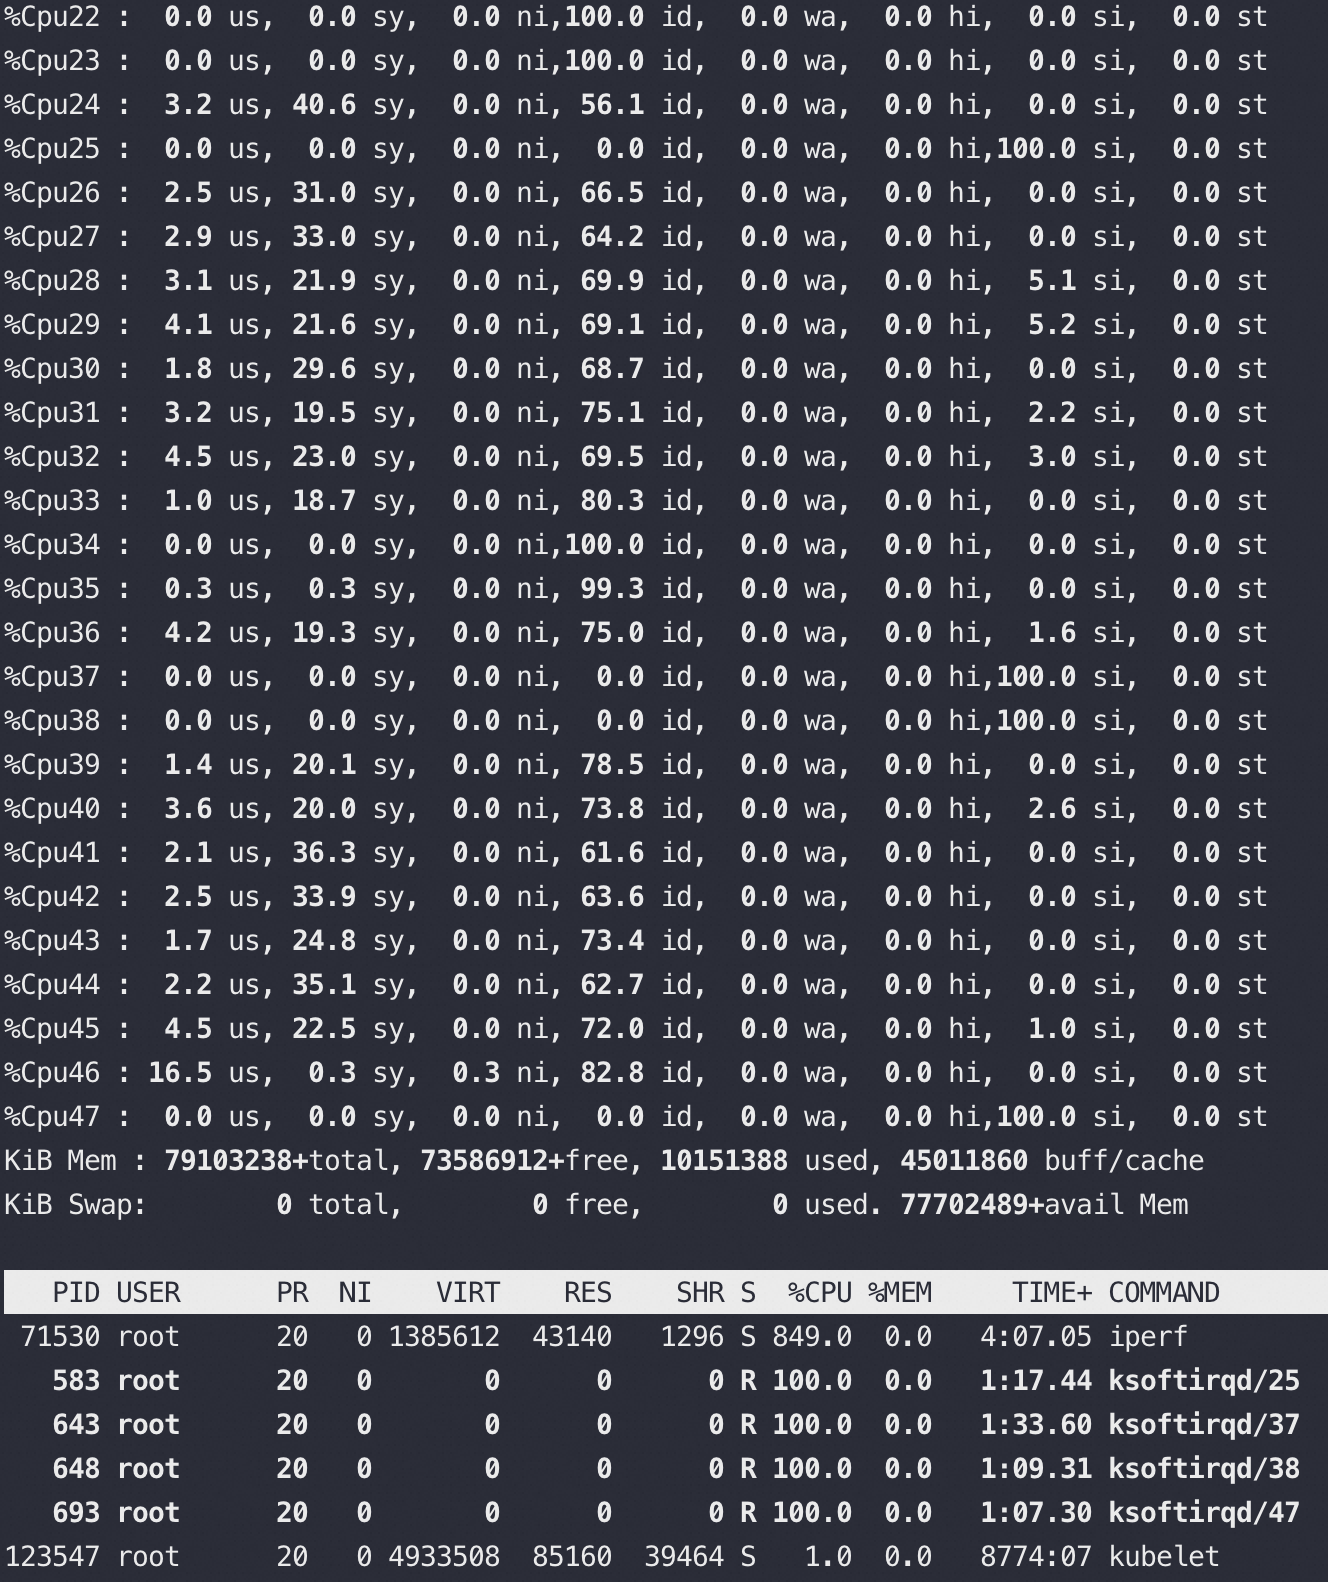 %Cpu22 :  0.0 us,  0.0 sy,  0.0 ni,100.0 id,  0.0 wa,  0.0 hi,  0.0 si,  0.0 st
%Cpu23 :  0.0 us,  0.0 sy,  0.0 ni,100.0 id,  0.0 wa,  0.0 hi,  0.0 si,  0.0 st
%Cpu24 :  3.2 us, 40.6 sy,  0.0 ni, 56.1 id,  0.0 wa,  0.0 hi,  0.0 si,  0.0 st
%Cpu25 :  0.0 us,  0.0 sy,  0.0 ni,  0.0 id,  0.0 wa,  0.0 hi,100.0 si,  0.0 st
%Cpu26 :  2.5 us, 31.0 sy,  0.0 ni, 66.5 id,  0.0 wa,  0.0 hi,  0.0 si,  0.0 st
%Cpu27 :  2.9 us, 33.0 sy,  0.0 ni, 64.2 id,  0.0 wa,  0.0 hi,  0.0 si,  0.0 st
%Cpu28 :  3.1 us, 21.9 sy,  0.0 ni, 69.9 id,  0.0 wa,  0.0 hi,  5.1 si,  0.0 st
%Cpu29 :  4.1 us, 21.6 sy,  0.0 ni, 69.1 id,  0.0 wa,  0.0 hi,  5.2 si,  0.0 st
%Cpu30 :  1.8 us, 29.6 sy,  0.0 ni, 68.7 id,  0.0 wa,  0.0 hi,  0.0 si,  0.0 st
%Cpu31 :  3.2 us, 19.5 sy,  0.0 ni, 75.1 id,  0.0 wa,  0.0 hi,  2.2 si,  0.0 st
%Cpu32 :  4.5 us, 23.0 sy,  0.0 ni, 69.5 id,  0.0 wa,  0.0 hi,  3.0 si,  0.0 st
%Cpu33 :  1.0 us, 18.7 sy,  0.0 ni, 80.3 id,  0.0 wa,  0.0 hi,  0.0 si,  0.0 st
%Cpu34 :  0.0 us,  0.0 sy,  0.0 ni,100.0 id,  0.0 wa,  0.0 hi,  0.0 si,  0.0 st
%Cpu35 :  0.3 us,  0.3 sy,  0.0 ni, 99.3 id,  0.0 wa,  0.0 hi,  0.0 si,  0.0 st
%Cpu36 :  4.2 us, 19.3 sy,  0.0 ni, 75.0 id,  0.0 wa,  0.0 hi,  1.6 si,  0.0 st
%Cpu37 :  0.0 us,  0.0 sy,  0.0 ni,  0.0 id,  0.0 wa,  0.0 hi,100.0 si,  0.0 st
%Cpu38 :  0.0 us,  0.0 sy,  0.0 ni,  0.0 id,  0.0 wa,  0.0 hi,100.0 si,  0.0 st
%Cpu39 :  1.4 us, 20.1 sy,  0.0 ni, 78.5 id,  0.0 wa,  0.0 hi,  0.0 si,  0.0 st
%Cpu40 :  3.6 us, 20.0 sy,  0.0 ni, 73.8 id,  0.0 wa,  0.0 hi,  2.6 si,  0.0 st
%Cpu41 :  2.1 us, 36.3 sy,  0.0 ni, 61.6 id,  0.0 wa,  0.0 hi,  0.0 si,  0.0 st
%Cpu42 :  2.5 us, 33.9 sy,  0.0 ni, 63.6 id,  0.0 wa,  0.0 hi,  0.0 si,  0.0 st
%Cpu43 :  1.7 us, 24.8 sy,  0.0 ni, 73.4 id,  0.0 wa,  0.0 hi,  0.0 si,  0.0 st
%Cpu44 :  2.2 us, 35.1 sy,  0.0 ni, 62.7 id,  0.0 wa,  0.0 hi,  0.0 si,  0.0 st
%Cpu45 :  4.5 us, 22.5 sy,  0.0 ni, 72.0 id,  0.0 wa,  0.0 hi,  1.0 si,  0.0 st
%Cpu46 : 16.5 us,  0.3 sy,  0.3 ni, 82.8 id,  0.0 wa,  0.0 hi,  0.0 si,  0.0 st
%Cpu47 :  0.0 us,  0.0 sy,  0.0 ni,  0.0 id,  0.0 wa,  0.0 hi,100.0 si,  0.0 st
KiB Mem : 79103238+total, 73586912+free, 10151388 used, 45011860 buff/cache
KiB Swap:        0 total,        0 free,        0 used. 77702489+avail Mem
PID USER      PR  NI    VIRT    RES    SHR S  %CPU %MEM     TIME+ COMMAND
71530 root      20   0 1385612  43140   1296 S 849.0  0.0   4:07.05 iperf
583 root      20   0       0      0      0 R 100.0  0.0   1:17.44 ksoftirqd/25
643 root      20   0       0      0      0 R 100.0  0.0   1:33.60 ksoftirqd/37
648 root      20   0       0      0      0 R 100.0  0.0   1:09.31 ksoftirqd/38
693 root      20   0       0      0      0 R 100.0  0.0   1:07.30 ksoftirqd/47
123547 root      20   0 4933508  85160  39464 S   1.0  0.0   8774:07 kubelet